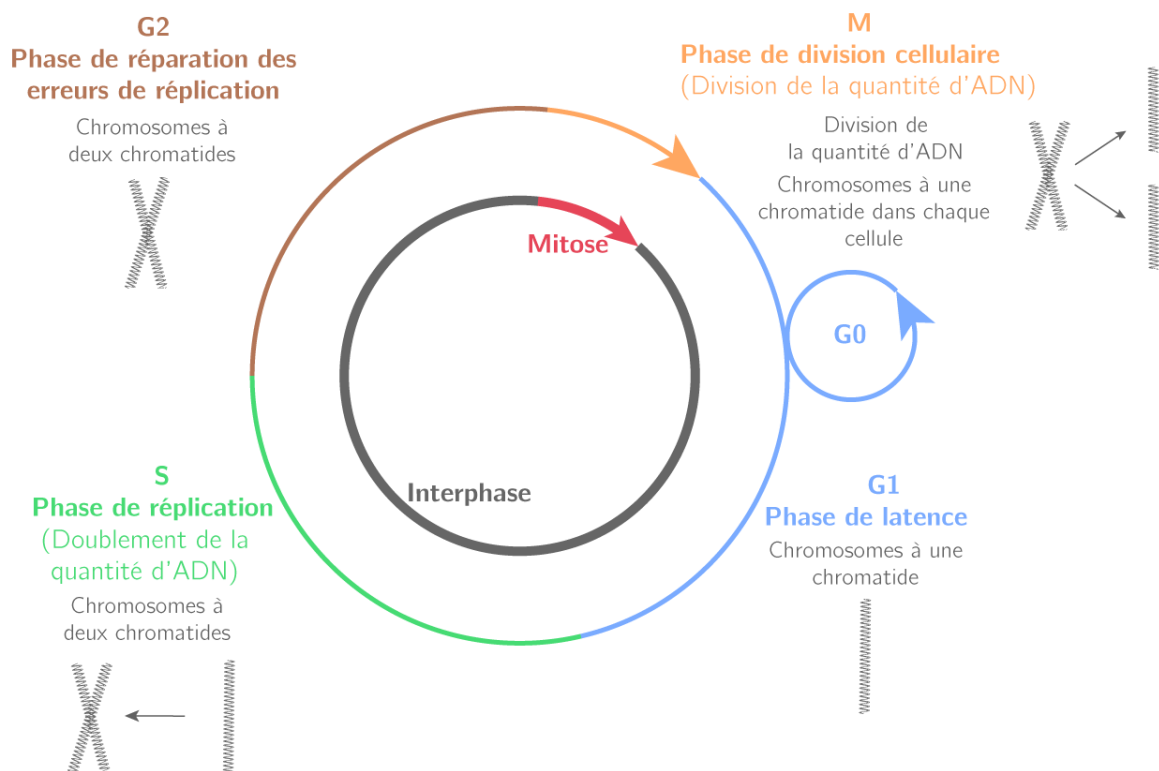 G2
Phase de réparation des
erreurs de réplication
Chromosomes à
deux chromatides
M
Phase de division cellulaire
(Division de la quantité d'ADN)
Division de
la quantité d'ADN
Chromosomes à une
chromatide dans chaque
cellule
Mitose
G0
Interphase
S
Phase de réplication
(Doublement de la
quantité d'ADN)
Chromosomes à
deux chromatides
G1
Phase de latence
Chromosomes à une
chromatide